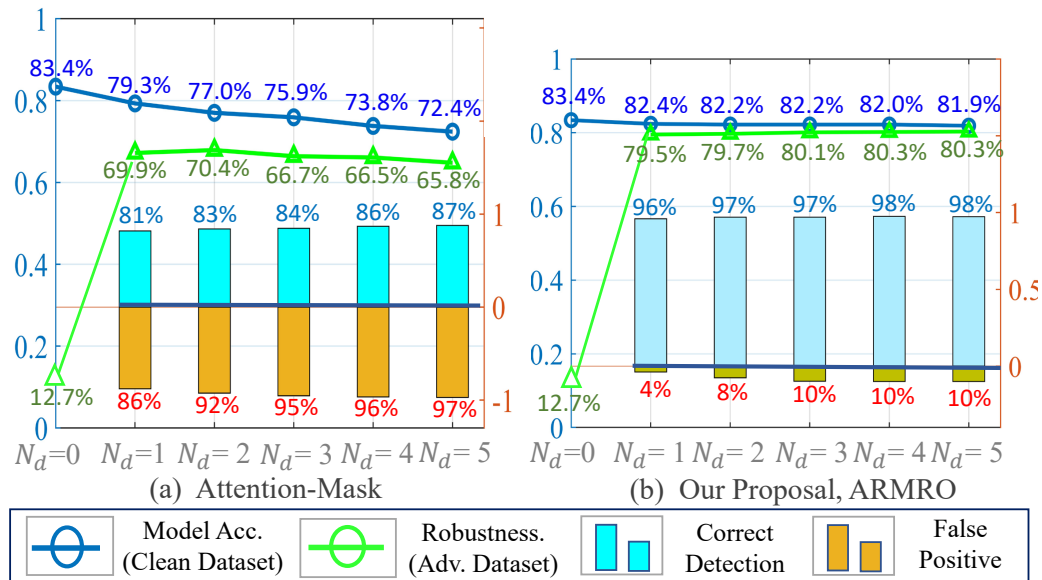 1
83.4%
79.3%
77.0%
75.9%
73.8%
72.4%
0.8
69.9%
70.4%
66.7%
66.5%
65.8%
0.6
81%
83%
84%
86%
87%
1
0.4
0
0.2
12.7%
86%
92%
95%
96%
97%
-1
0
N_d=0
N_d=1
N_d= 2
N_d= 3
N_d= 4
N_d= 5
(a) Attention-Mask
1
83.4%
82.4%
82.2%
82.2%
82.0%
81.9%
0.8
79.5%
79.7%
80.1%
80.3%
80.3%
0.6
96%
97%
97%
98%
98%
1
0.4
0.5
0.2
0
12.7%
4%
8%
10%
10%
10%
0
N_d=0
N_d= 1
N_d= 2
N_d= 3
N_d= 4
N_d= 5
(b) Our Proposal, ARMRO
Model Acc.
(Clean Dataset)
Robustness.
(Adv. Dataset)
Correct
Detection
False
Positive